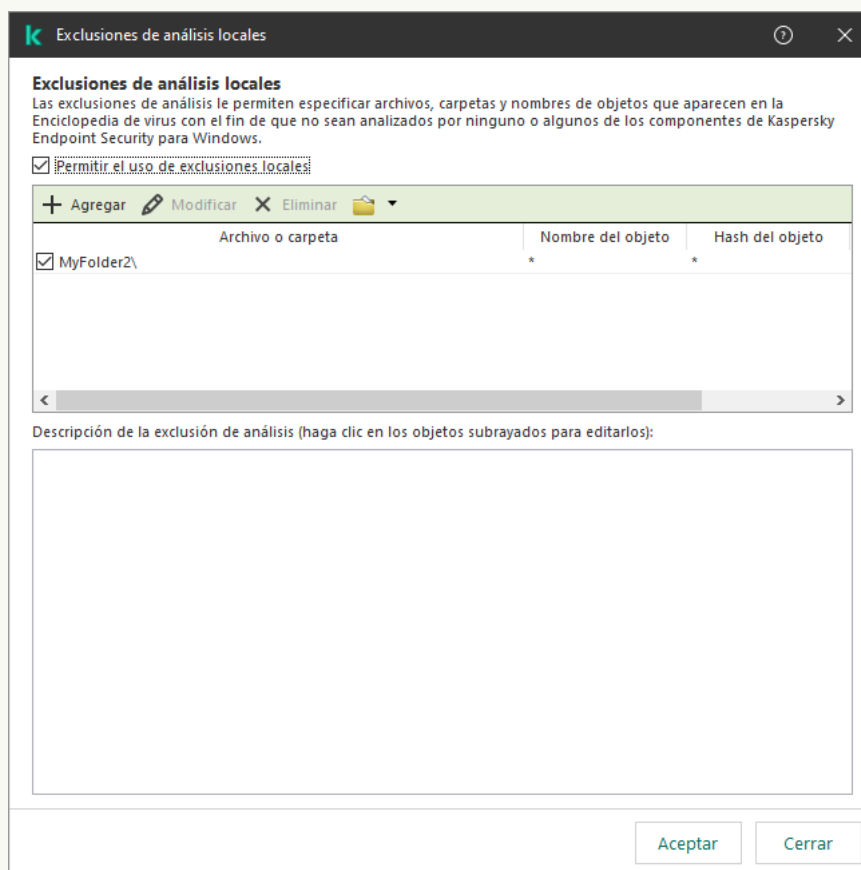 Exclusiones de análisis locales
Exclusiones de análisis locales
Las exclusiones de análisis le permiten especificar archivos, carpetas y nombres de objetos que aparecen en la
Enciclopedia de virus con el fin de que no sean analizados por ninguno o algunos de los componentes de Kaspersky
Endpoint Security para Windows.
Permitir el uso de exclusiones locales
Agregar Modificar Eliminar
Archivo o carpeta Nombre del objeto Hash del objeto
MyFolder2\ * *
Descripción de la exclusión de análisis (haga clic en los objetos subrayados para editarlos):
Aceptar Cerrar